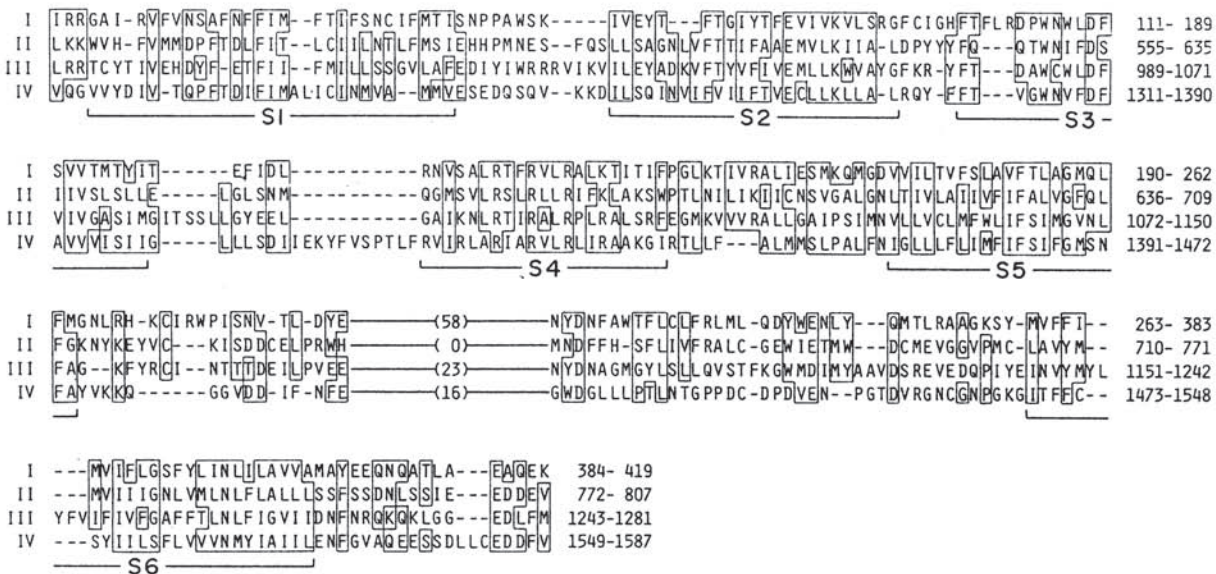 I IRRGAI-RVFVNSAFNFFIM--FTIFSNCIFMTISNPPAWSK-----IVEYT---FTGIYTFEVIVKVLSRGFCIGHFTFLRDPWNWLDF 111- 189
II LKKWVH-FVMMDPFTDLFIT--LCIILNTLFMSIEHHPMNES--FQSLLSAGNLVFTTIFAAEMVLKIIA-LDPYYYFQ---QTWNIFDS 555- 635
III LRRTCYTIVEHDYF-ETFII--FMILLSSGVLAFEDIYIWRRRVIKVILEYADKVFTYVFIVEMLLKWVAYGFKR-YFT---DAWCWLDF 989-1071
IV VQGVVYDIV-TQPFTDIFIMALICINMVA--MMVESEDQSQV--KKDILSQINVIFVIIFTVECLLKLLA-LRQY-FFT---VGWNVFDF 1311-1390
S1 S2 S3
I SVVTMTYIT------EFIDL-----------RNVSALRTFRVLRALKTITIFPGLKTIVRALIESMKQMGDVVILTVFSLAVFTLAGMQL 190- 262
II IIVSLSLLE-----LGLSNM-----------QGMSVLRSLRLLRIFKLAKSWPTLNILIKIICNSVGALGNLTIVLAIIVFIFALVGFQL 636- 709
III VIVGASIMGITSSLLGYEEL-----------GAIKNLRTIRALRPLRALSRFEGMKVVVRALLGAIPSIMNVLLVCLMFWLIFSIMGVNL 1072-1150
IV AVVVISIIG-----LLLSDIIEKYFVSPTLFRVIRLARIARVLRLIRAAKGIRTLLF--ALMMSLPALFNIGLLLFLIMFIFSIFGMSN 1391-1472
S4 S5
I FMGNLRH-KCIRWPISNV-TL-DYE (58) NYDNFAWTFLCLFRLML-QDYWENLY--QMTLRAAGKSY-MVFFI-- 263- 383
II FGKNYKEYVC---KISDDCELPRWH ( 0) MNDFFH-SFLIVFRALC-GEWIETMW--DCMEVGGVPMC-LAVYM-- 710- 771
III FAG--KFYRCI--NTTTDEILPVEE (23) NYDNAGMGYLSLLQVSTFKGWMDIMYAAVDSREVEDQPIYEINVYMYL 1151-1242
IV FAYVKKQ------GGVDD-IF-NFE (16) GWDGLLLPTLNTGPPDC-DPDVEN--PGTDVRGNCGNPGKGITFFC-- 1473-1548
I ---MVIFLGSFYLINLILAVVAMAYEEQNQATLA---EAQEK 384- 419
II ---MVIIIGNLVMLNLFLALLLSSFSSDNLSSIE---EDDEV 772- 807
III YFVIFIVFGAFFTLNLFIGVIIDNFNRQKQKLGG---EDLFM 1243-1281
IV ---SYIILSFLVVVNMYIAIILENFGVAQEESSDLLCEDDFV 1549-1587
S6